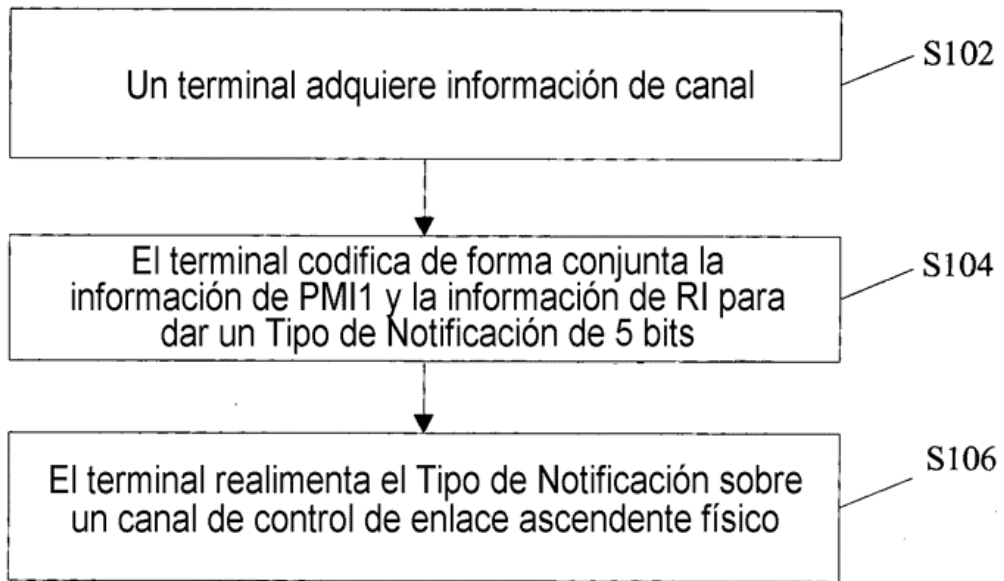 Un terminal adquiere información de canal
S102
El terminal codifica de forma conjunta la
información de PMI1 y la información de RI para
dar un Tipo de Notificación de 5 bits
S104
El terminal realimenta el Tipo de Notificación sobre
un canal de control de enlace ascendente físico
S106